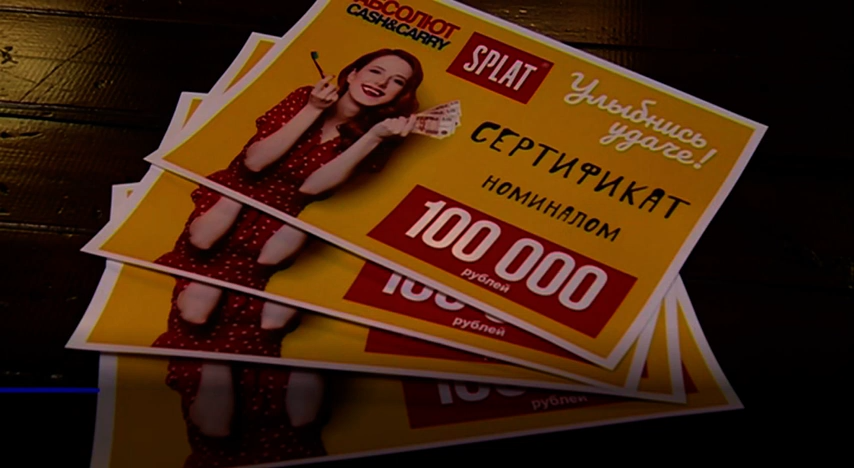 АБСОЛЮТ
CASH&CARRY
SPLAT
Улыбнись
удаче!
СЕРТИФИКАТ
НОМИНАЛОМ
100 000
рублей
рублей
рублей